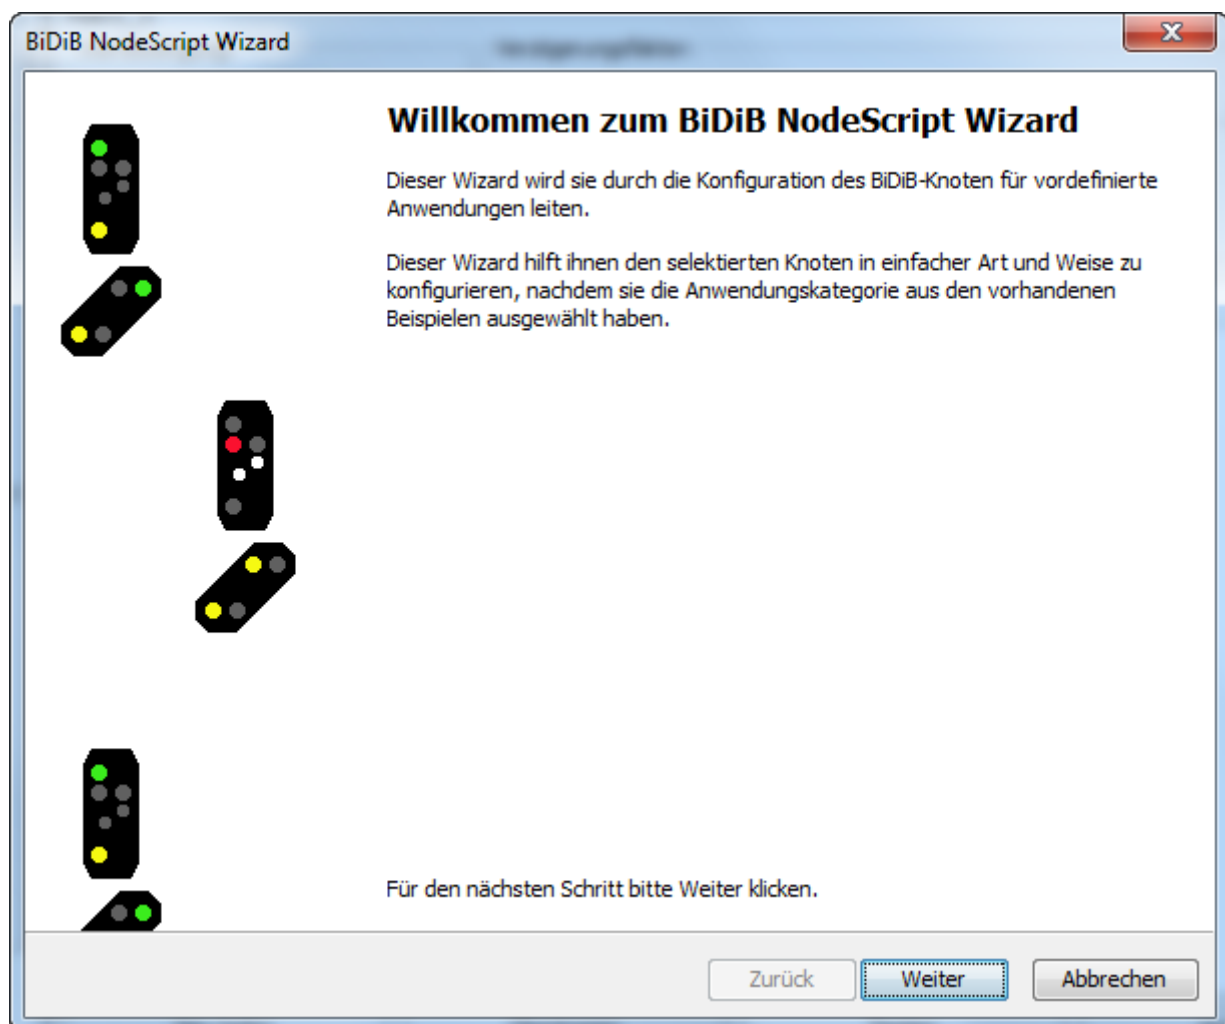 BiDiB NodeScript Wizard
Willkommen zum BiDiB NodeScript Wizard
Dieser Wizard wird sie durch die Konfiguration des BiDiB-Knoten für vordefinierte
Anwendungen leiten.
Dieser Wizard hilft ihnen den selektierten Knoten in einfacher Art und Weise zu
konfigurieren, nachdem sie die Anwendungskategorie aus den vorhandenen
Beispielen ausgewählt haben.
Für den nächsten Schritt bitte Weiter klicken.
Zurück Weiter Abbrechen